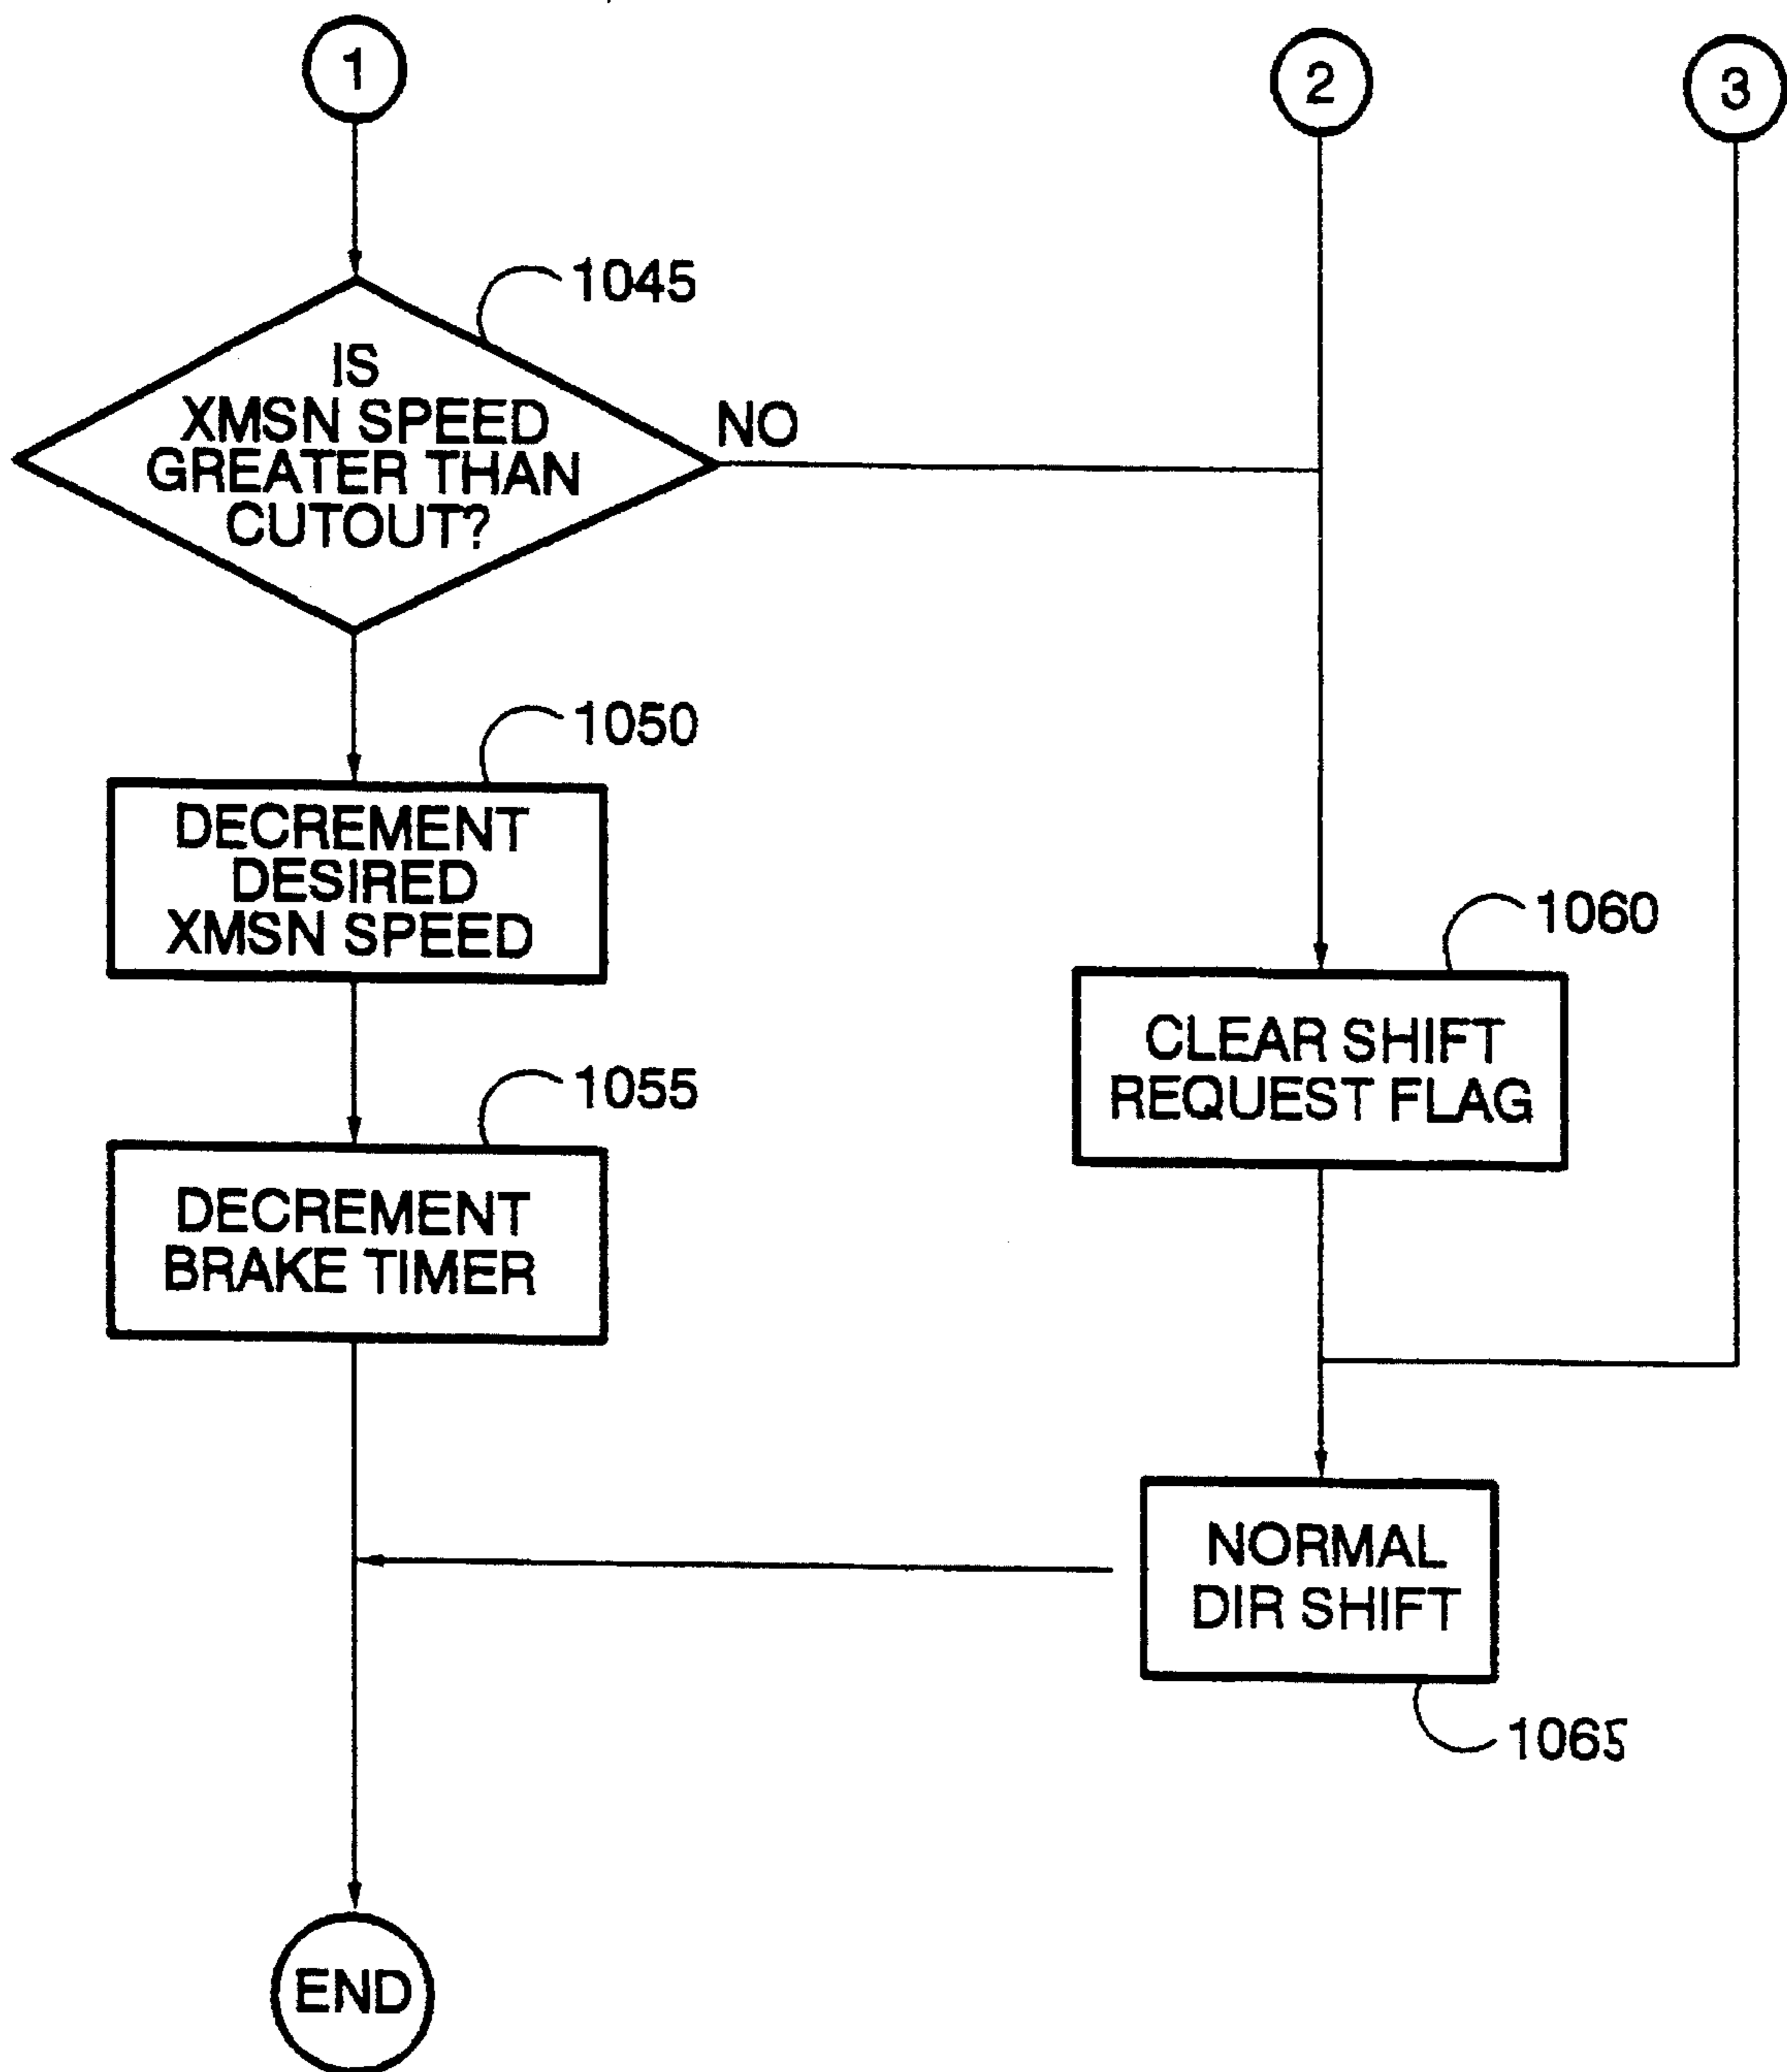 1
2
3
1045
IS
XMSN SPEED
GREATER THAN
CUTOUT?
NO
1050
DECREMENT
DESIRED
XMSN SPEED
1060
CLEAR SHIFT
REQUEST FLAG
1055
DECREMENT
BRAKE TIMER
NORMAL
DIR SHIFT
1065
END